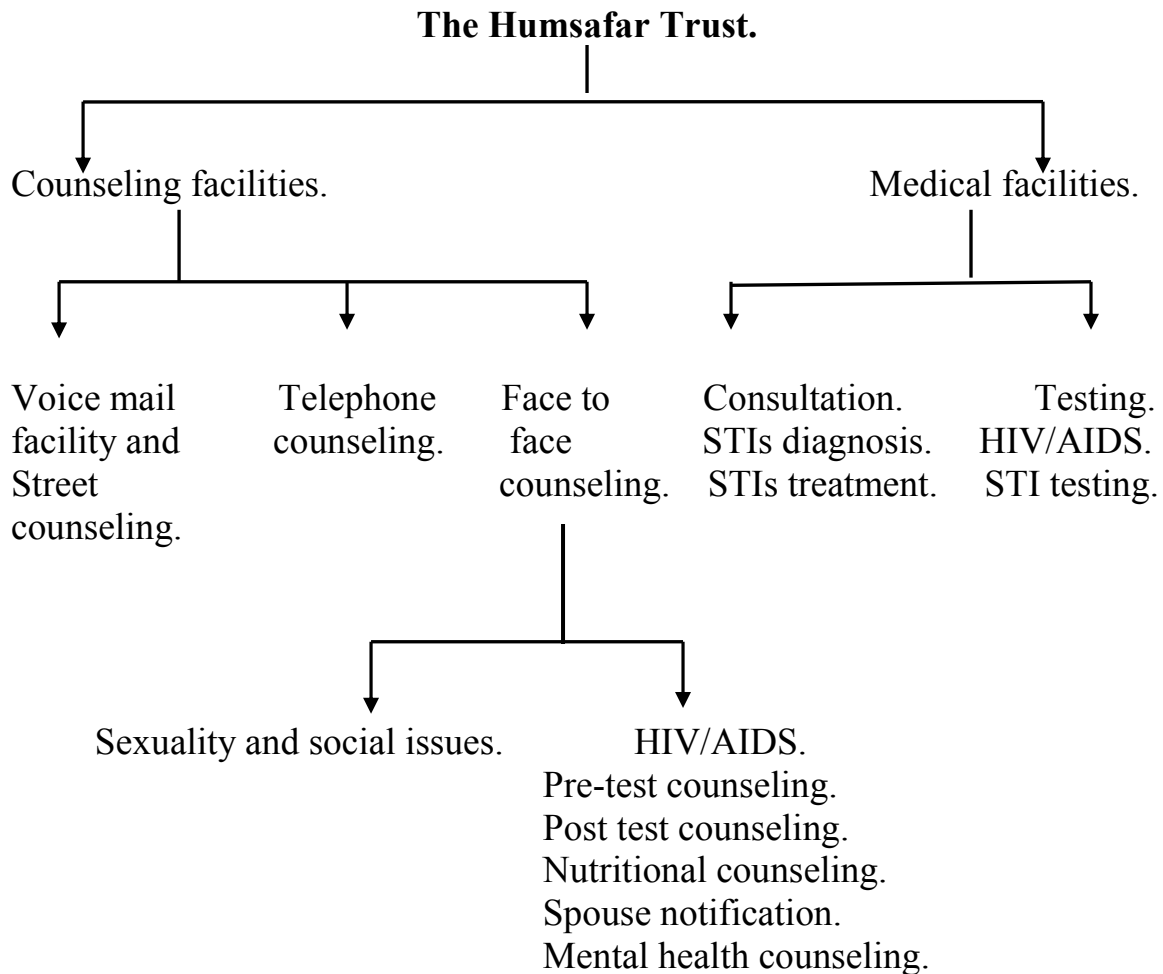 The Humsafar Trust.
Counseling facilities.
Medical facilities.
Voice mail
facility and
Street
counseling.
Telephone
counseling.
Face to
face
counseling.
Consultation.
STIs diagnosis.
STIs treatment.
Testing.
HIV/AIDS.
STI testing.
Sexuality and social issues.
HIV/AIDS.
Pre-test counseling.
Post test counseling.
Nutritional counseling.
Spouse notification.
Mental health counseling.